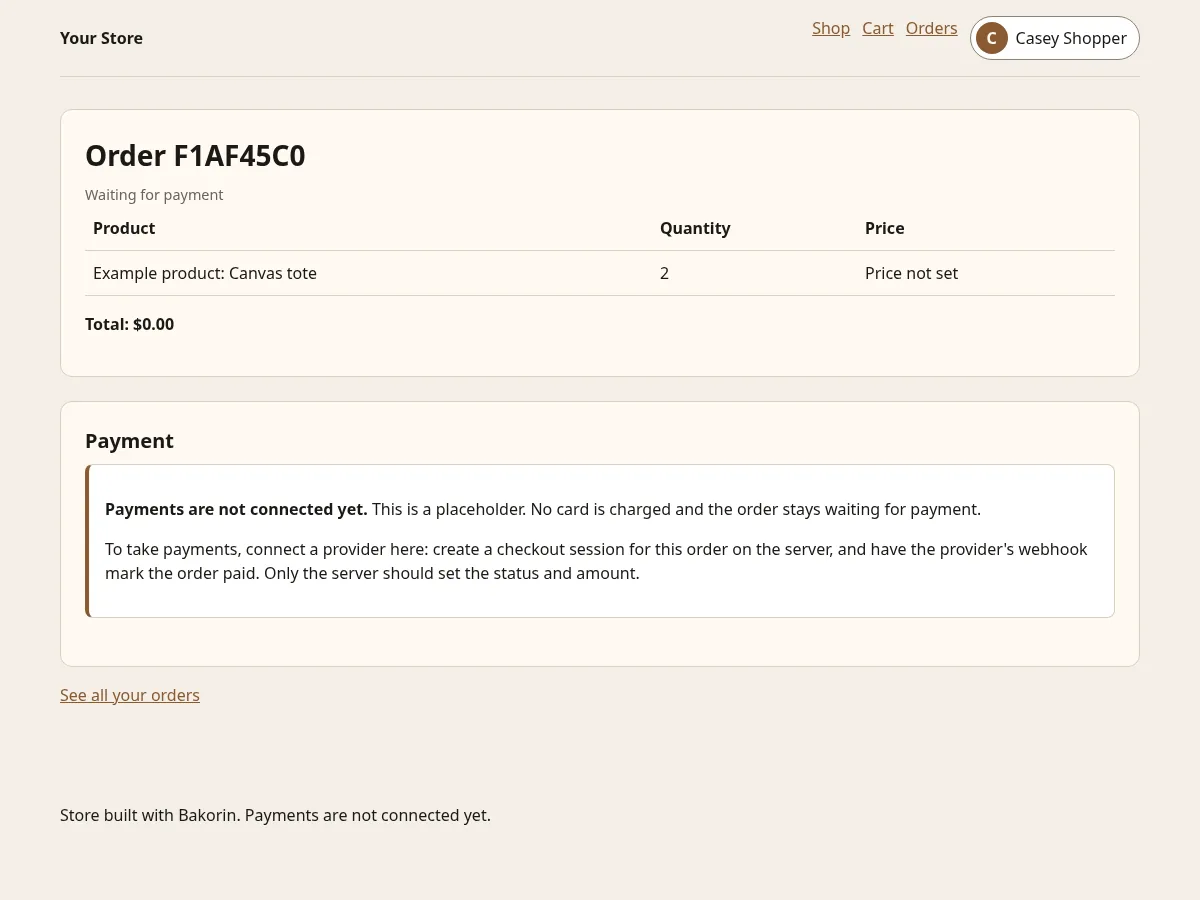 Your Store
Shop Cart Orders C Casey Shopper
Order F1AF45C0
Waiting for payment
Product Quantity Price
Example product: Canvas tote 2 Price not set
Total: $0.00
Payment
Payments are not connected yet. This is a placeholder. No card is charged and the order stays waiting for payment.
To take payments, connect a provider here: create a checkout session for this order on the server, and have the provider's webhook
mark the order paid. Only the server should set the status and amount.
See all your orders
Store built with Bakorin. Payments are not connected yet.